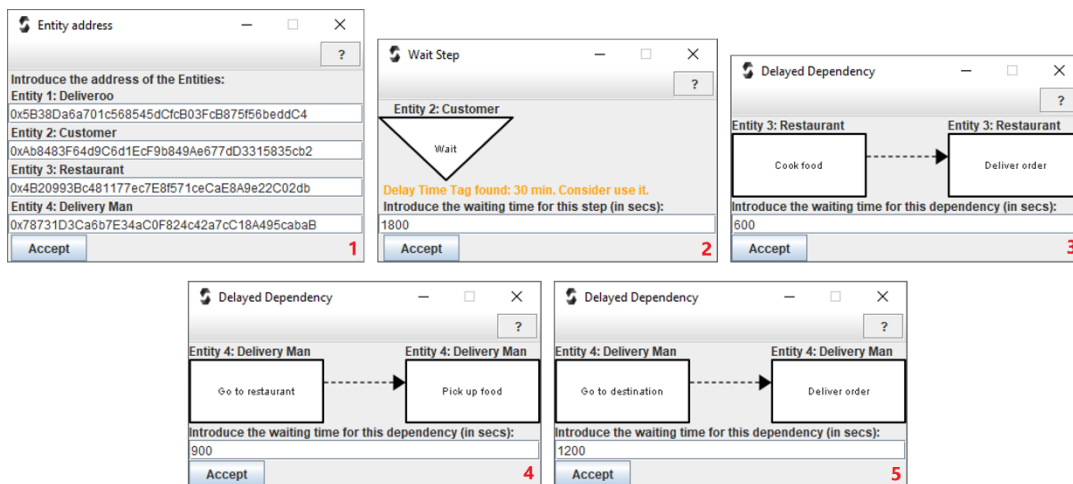 Entity address
?
Introduce the address of the Entities:
Entity 1: Deliveroo
0x5B38Da6a701c568545dCfcB03FcB875f56beddC4
Entity 2: Customer
0xAb8483F64d9C6d1EcF9b849Ae677dD3315835cb2
Entity 3: Restaurant
0x4B20993Bc481177ec7E8f571ceCaE8A9e22C02db
Entity 4: Delivery Man
0x78731D3Ca6b7E34aC0F824c42a7cC18A495cabaB
Accept
1
Wait Step
?
Entity 2: Customer
Wait
Delay Time Tag found: 30 min. Consider use it.
Introduce the waiting time for this step (in secs):
1800
Accept
2
Delayed Dependency
?
Entity 3: Restaurant Entity 3: Restaurant
Cook food Deliver order
Introduce the waiting time for this dependency (in secs):
600
Accept
3
Delayed Dependency
?
Entity 4: Delivery Man Entity 4: Delivery Man
Go to restaurant Pick up food
Introduce the waiting time for this dependency (in secs):
900
Accept
4
Delayed Dependency
?
Entity 4: Delivery Man Entity 4: Delivery Man
Go to destination Deliver order
Introduce the waiting time for this dependency (in secs):
1200
Accept
5